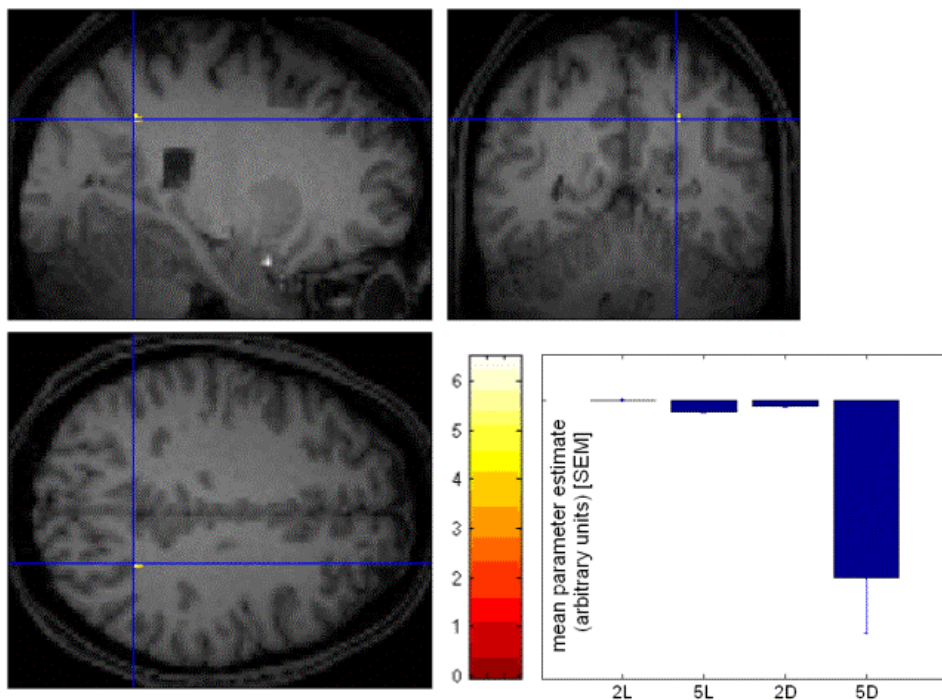 6
5
4
3
2
1
0
mean parameter estimate
(arbitrary units) [SEM]
2L 5L 2D 5D